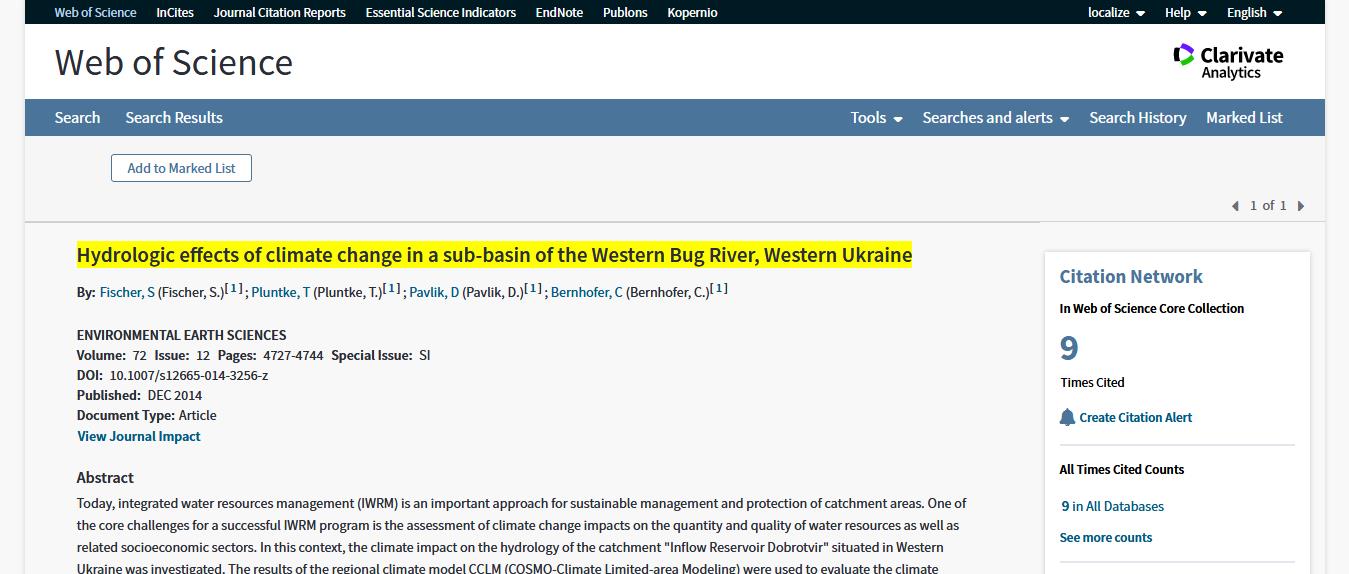 Web of Science InCites Journal Citation Reports Essential Science Indicators EndNote Publons Kopernio localize Help English
Web of Science
Clarivate
Analytics
Search Search Results Tools Searches and alerts Search History Marked List
Add to Marked List
1 of 1
Hydrologic effects of climate change in a sub-basin of the Western Bug River, Western Ukraine
By: Fischer, S (Fischer, S.)[ 1 ] ; Pluntke, T (Pluntke, T.)[ 1 ] ; Pavlik, D (Pavlik, D.)[ 1 ] ; Bernhofer, C (Bernhofer, C.)[ 1 ]
ENVIRONMENTAL EARTH SCIENCES
Volume: 72 Issue: 12 Pages: 4727-4744 Special Issue: SI
DOI: 10.1007/s12665-014-3256-z
Published: DEC 2014
Document Type: Article
View Journal Impact
Abstract
Today, integrated water resources management (IWRM) is an important approach for sustainable management and protection of catchment areas. One of
the core challenges for a successful IWRM program is the assessment of climate change impacts on the quantity and quality of water resources as well as
related socioeconomic sectors. In this context, the climate impact on the hydrology of the catchment "Inflow Reservoir Dobrotvir" situated in Western
Ukraine was investigated. The results of the regional climate model CCLM (COSMO-Climate Limited-area Modeling) were used to evaluate the climate
Citation Network
In Web of Science Core Collection
9
Times Cited
Create Citation Alert
All Times Cited Counts
9 in All Databases
See more counts